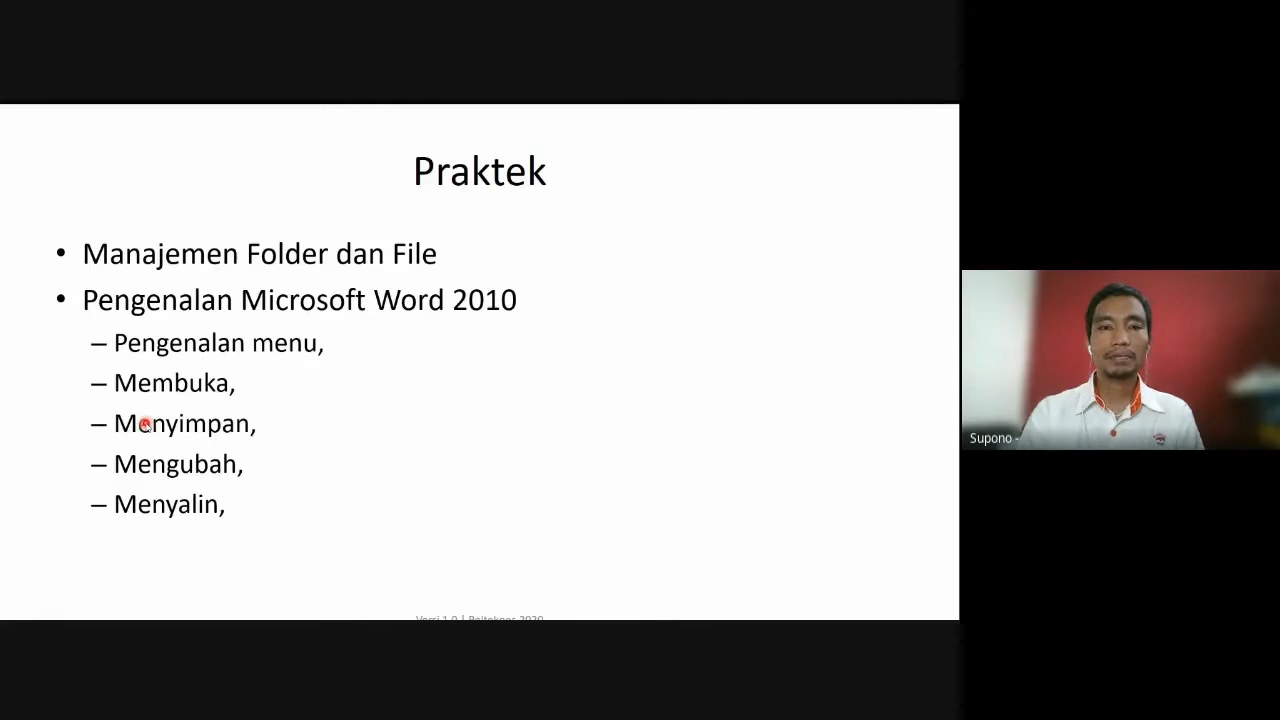 Praktek
• Manajemen Folder dan File
• Pengenalan Microsoft Word 2010
– Pengenalan menu,
– Membuka,
– Menyimpan,
– Mengubah,
– Menyalin,
Supono -